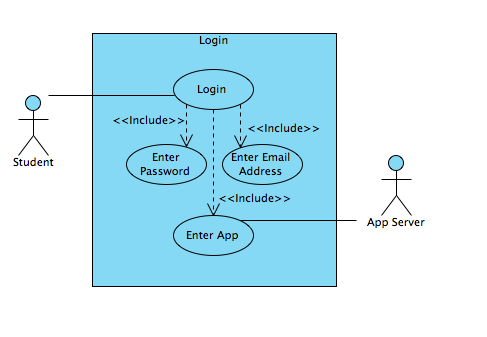 Login
Login
<<Include>>
<<Include>>
Enter
Password
Enter Email
Address
Student
<<Include>>
App Server
Enter App